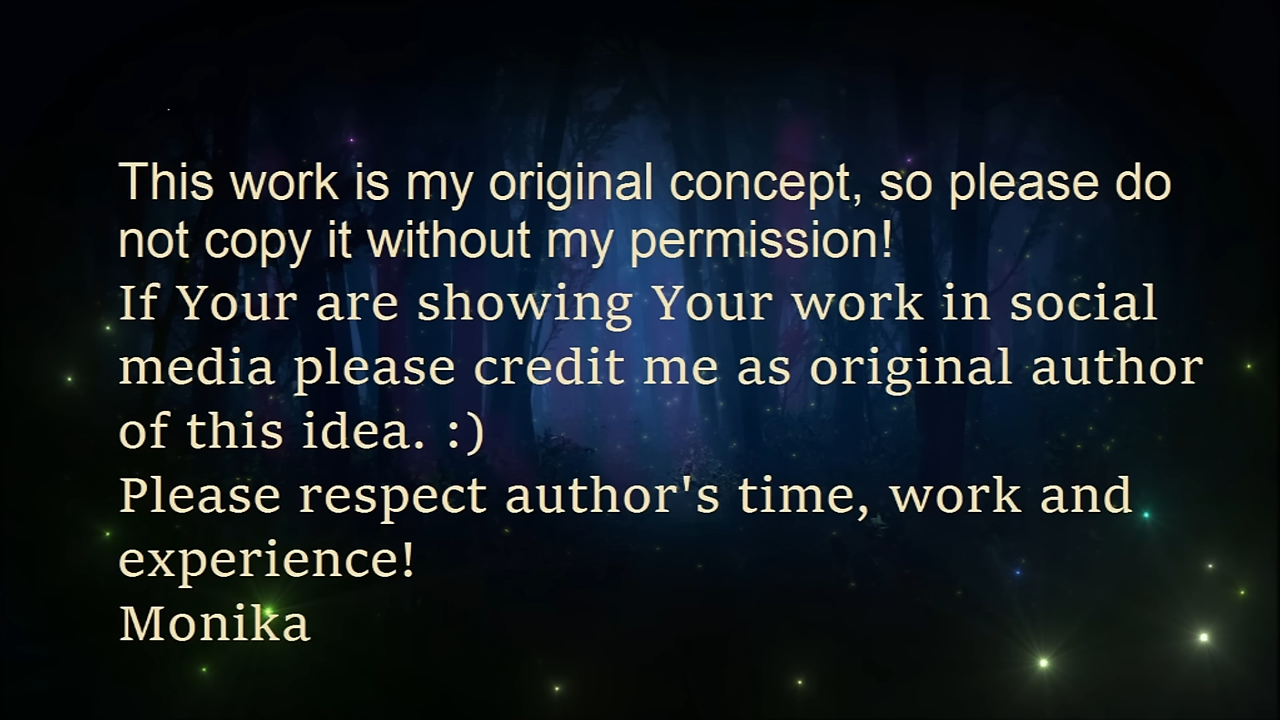 This work is my original concept, so please do
not copy it without my permission!
If Your are showing Your work in social
media please credit me as original author
of this idea. :)
Please respect author's time, work and
experience!
Monika